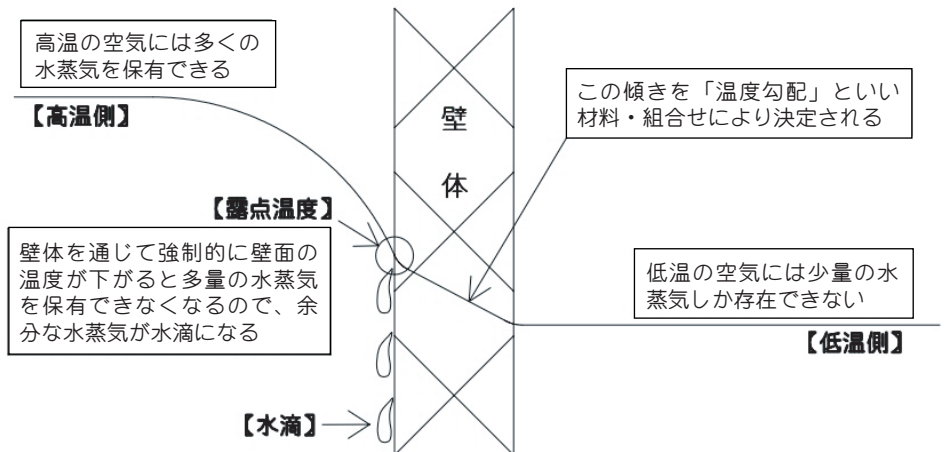 高温の空気には多くの
水蒸気を保有できる
【高温側】
壁
体
この傾きを「温度勾配」といい
材料・組合せにより決定される
【露点温度】
壁体を通じて強制的に壁面の
温度が下がると多量の水蒸気
を保有できなくなるので、余
分な水蒸気が水滴になる
低温の空気には少量の水
蒸気しか存在できない
【低温側】
【水滴】